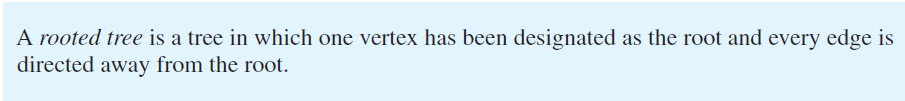 A rooted tree is a tree in which one vertex has been designated as the root and every edge is
directed away from the root.